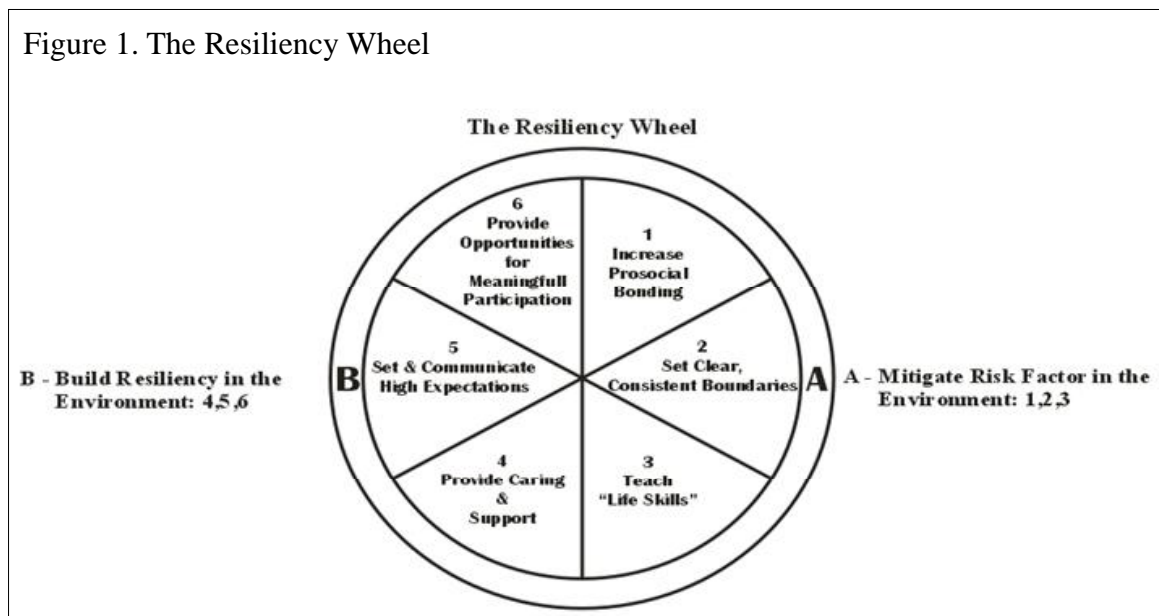 Figure 1. The Resiliency Wheel
The Resiliency Wheel
6
Provide
Opportunities
for
Meaningfull
Participation
1
Increase
Prosocial
Bonding
5
Set & Communicate
High Expectations
2
Set Clear,
Consistent Boundaries
B
A
B - Build Resiliency in the
Environment: 4,5,6
A - Mitigate Risk Factor in the
Environment: 1,2,3
4
Provide Caring
&
Support
3
Teach
“Life Skills”